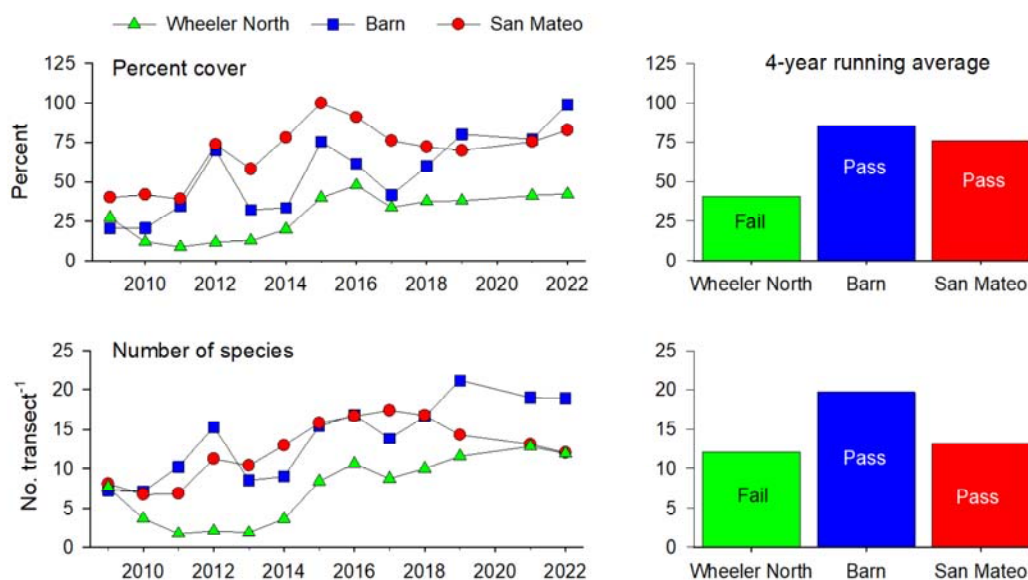 Wheeler North Barn San Mateo
Percent cover
Percent
125
100
75
50
25
0
2010 2012 2014 2016 2018 2020 2022
4-year running average
125
100
75
50
25
0
Fail
Pass
Pass
Wheeler North Barn San Mateo
Number of species
No. transect⁻¹
25
20
15
10
5
0
2010 2012 2014 2016 2018 2020 2022
25
20
15
10
5
0
Fail
Pass
Pass
Wheeler North Barn San Mateo